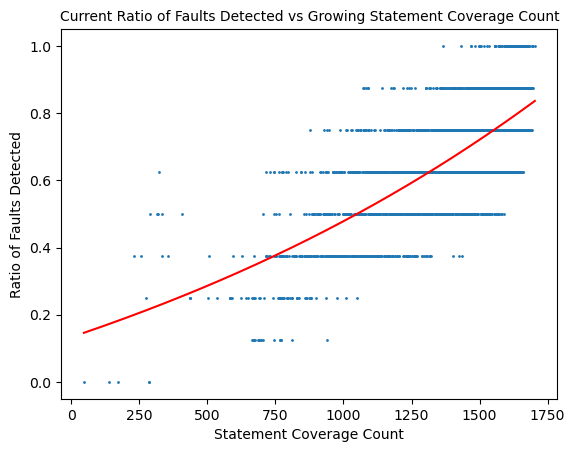 Current Ratio of Faults Detected vs Growing Statement Coverage Count
1.0
0.8
0.6
0.4
0.2
0.0
Ratio of Faults Detected
0 250 500 750 1000 1250 1500 1750
Statement Coverage Count